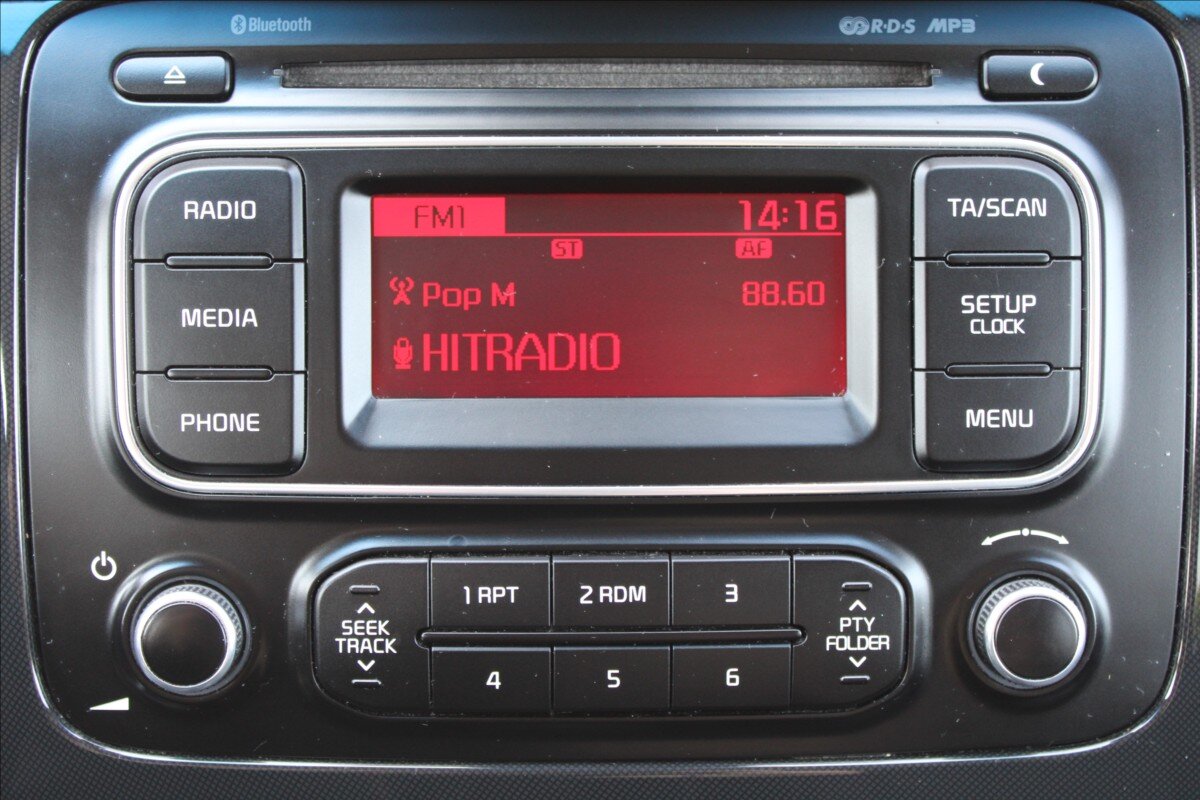 Bluetooth
R·D·S MP3
RADIO
MEDIA
PHONE
FM1 14:16
ST AF
Pop M 88.60
HITRADIO
TA/SCAN
SETUP
CLOCK
MENU
SEEK
TRACK
1 RPT
2 RDM
3
4
5
6
PTY
FOLDER